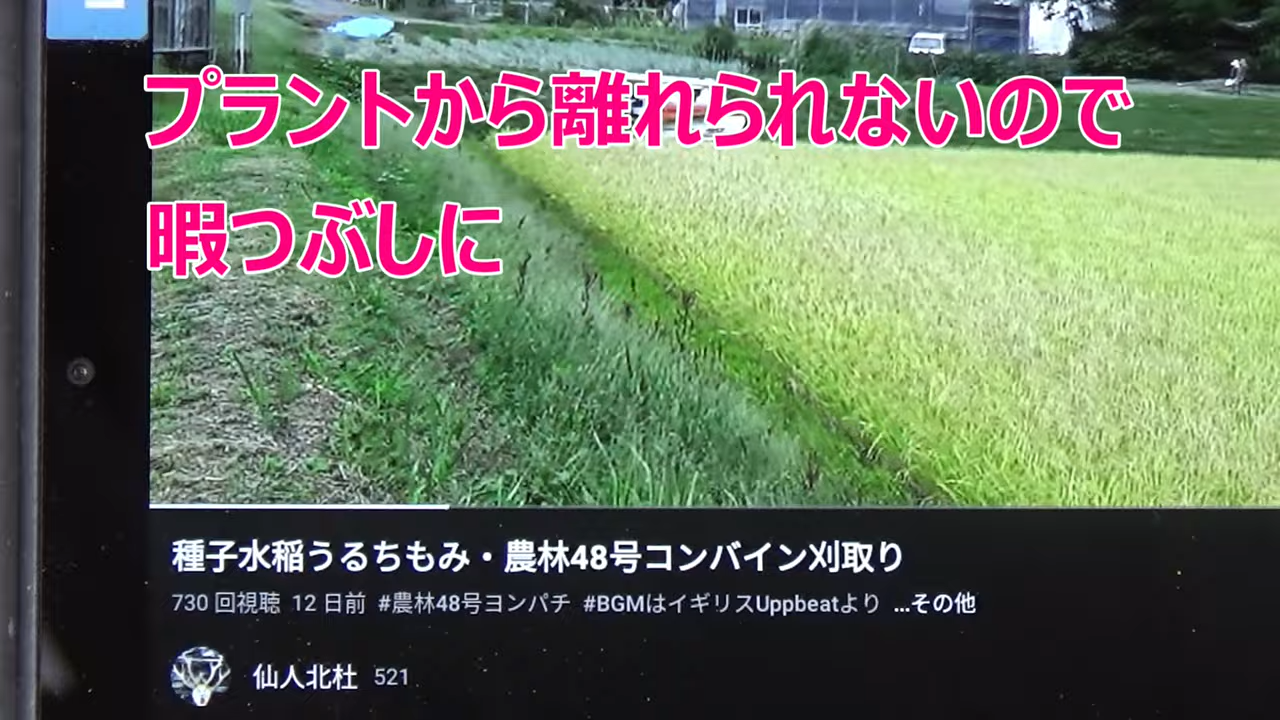 プラントから離れられないので
暇つぶしに
種子水稲うるちもみ・農林48号コンバイン刈取り
730 回視聴 12 日前 #農林48号ヨンパチ #BGMはイギリスUppbeatより ...その他
仙人北杜 521